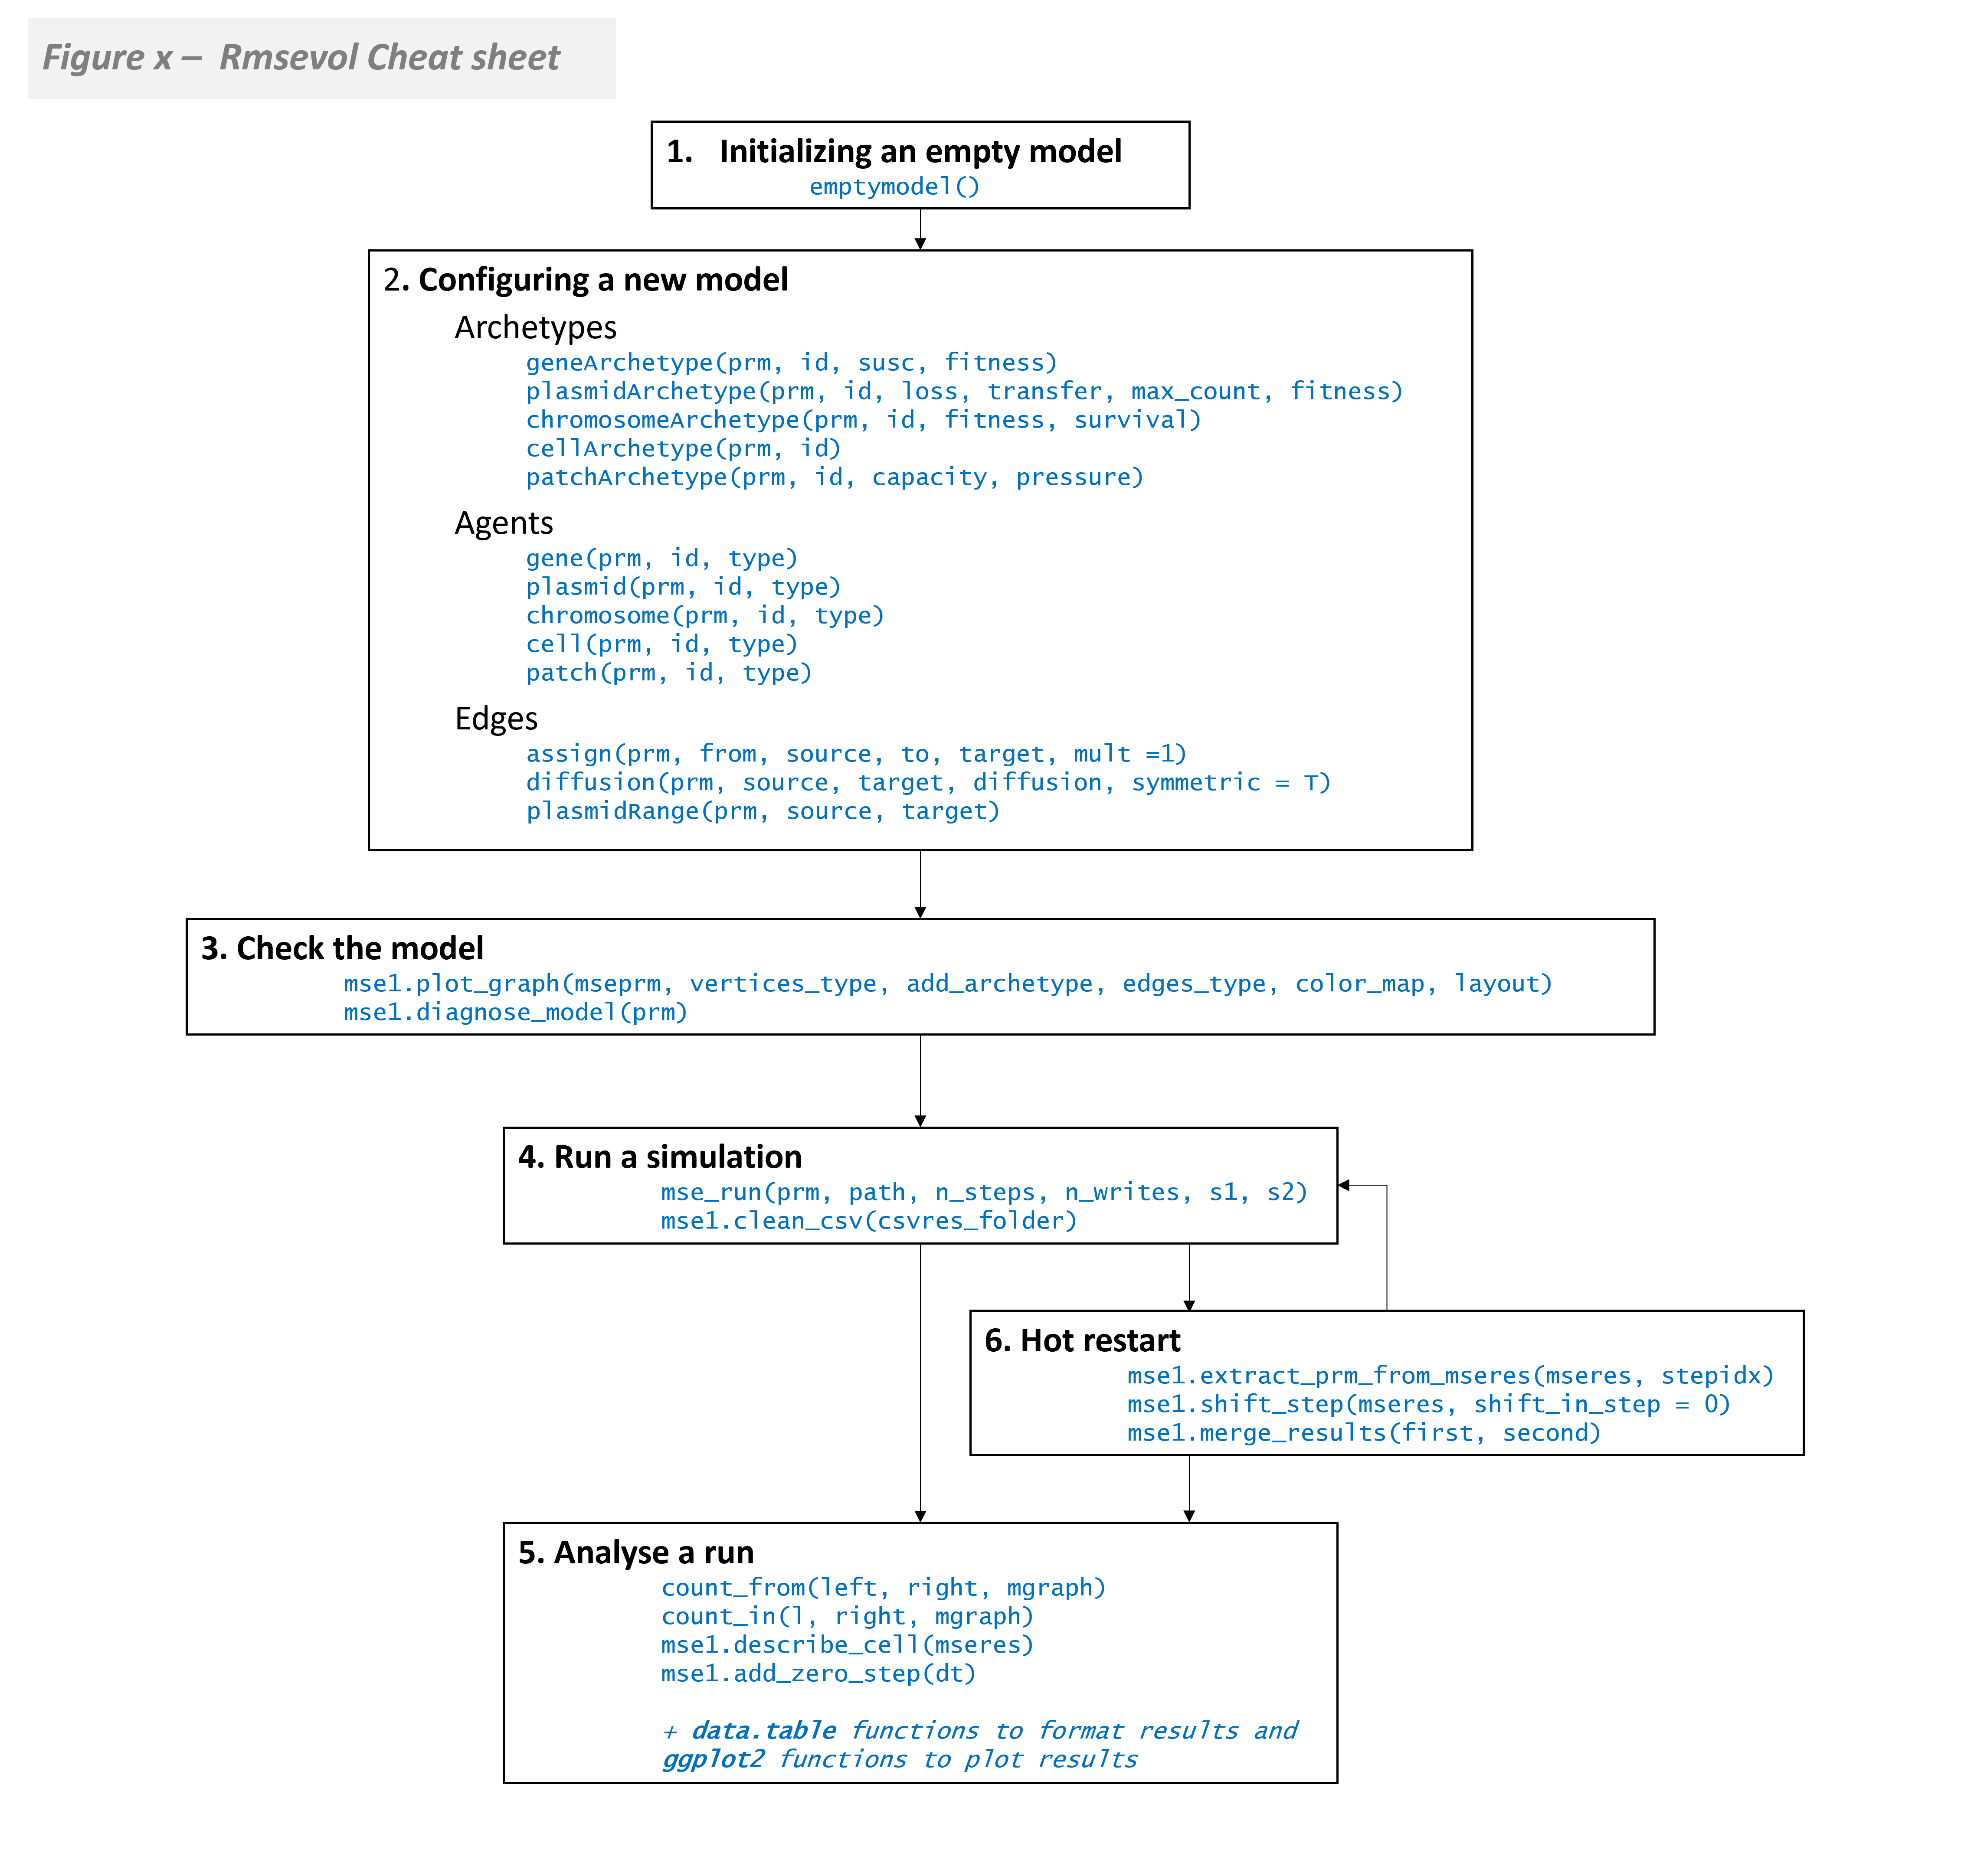 Figure x – Rmsevol Cheat sheet
1. Initializing an empty model
emptymodel()
2. Configuring a new model
Archetypes
geneArchetype(prm, id, susc, fitness)
plasmidArchetype(prm, id, loss, transfer, max_count, fitness)
chromosomeArchetype(prm, id, fitness, survival)
cellArchetype(prm, id)
patchArchetype(prm, id, capacity, pressure)
Agents
gene(prm, id, type)
plasmid(prm, id, type)
chromosome(prm, id, type)
cell(prm, id, type)
patch(prm, id, type)
Edges
assign(prm, from, source, to, target, mult =1)
diffusion(prm, source, target, diffusion, symmetric = T)
plasmidRange(prm, source, target)
3. Check the model
mse1.plot_graph(mseprm, vertices_type, add_archetype, edges_type, color_map, layout)
mse1.diagnose_model(prm)
4. Run a simulation
mse_run(prm, path, n_steps, n_writes, s1, s2)
mse1.clean_csv(csvres_folder)
6. Hot restart
mse1.extract_prm_from_mseres(mseres, stepidx)
mse1.shift_step(mseres, shift_in_step = 0)
mse1.merge_results(first, second)
5. Analyse a run
count_from(left, right, mgraph)
count_in(l, right, mgraph)
mse1.describe_cell(mseres)
mse1.add_zero_step(dt)
+ data.table functions to format results and
ggplot2 functions to plot results